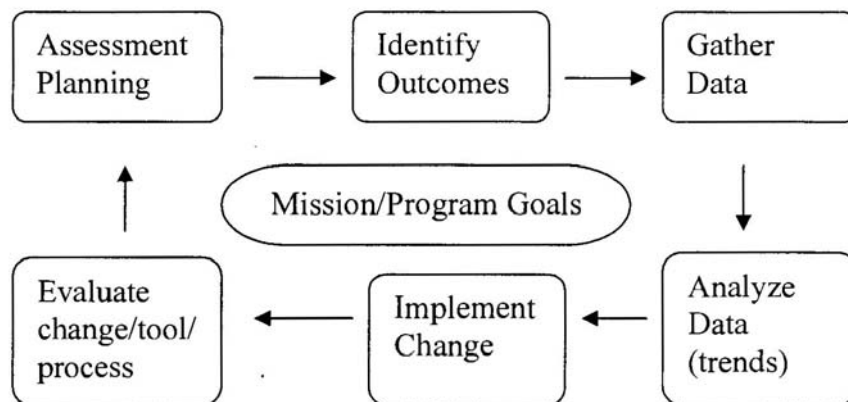 Assessment
Planning
Identify
Outcomes
Gather
Data
Mission/Program Goals
Evaluate
change/tool/
process
Implement
Change
Analyze
Data
(trends)